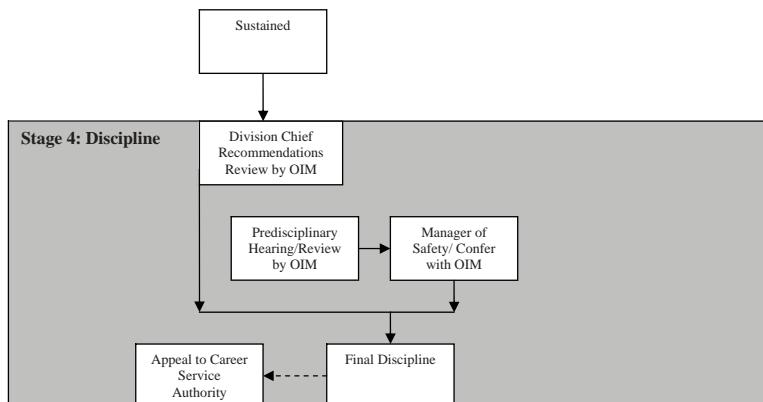 Sustained
Stage 4: Discipline
Division Chief
Recommendations
Review by OIM
Predisciplinary
Hearing/Review
by OIM
Manager of
Safety/ Confer
with OIM
Appeal to Career
Service
Authority
Final Discipline